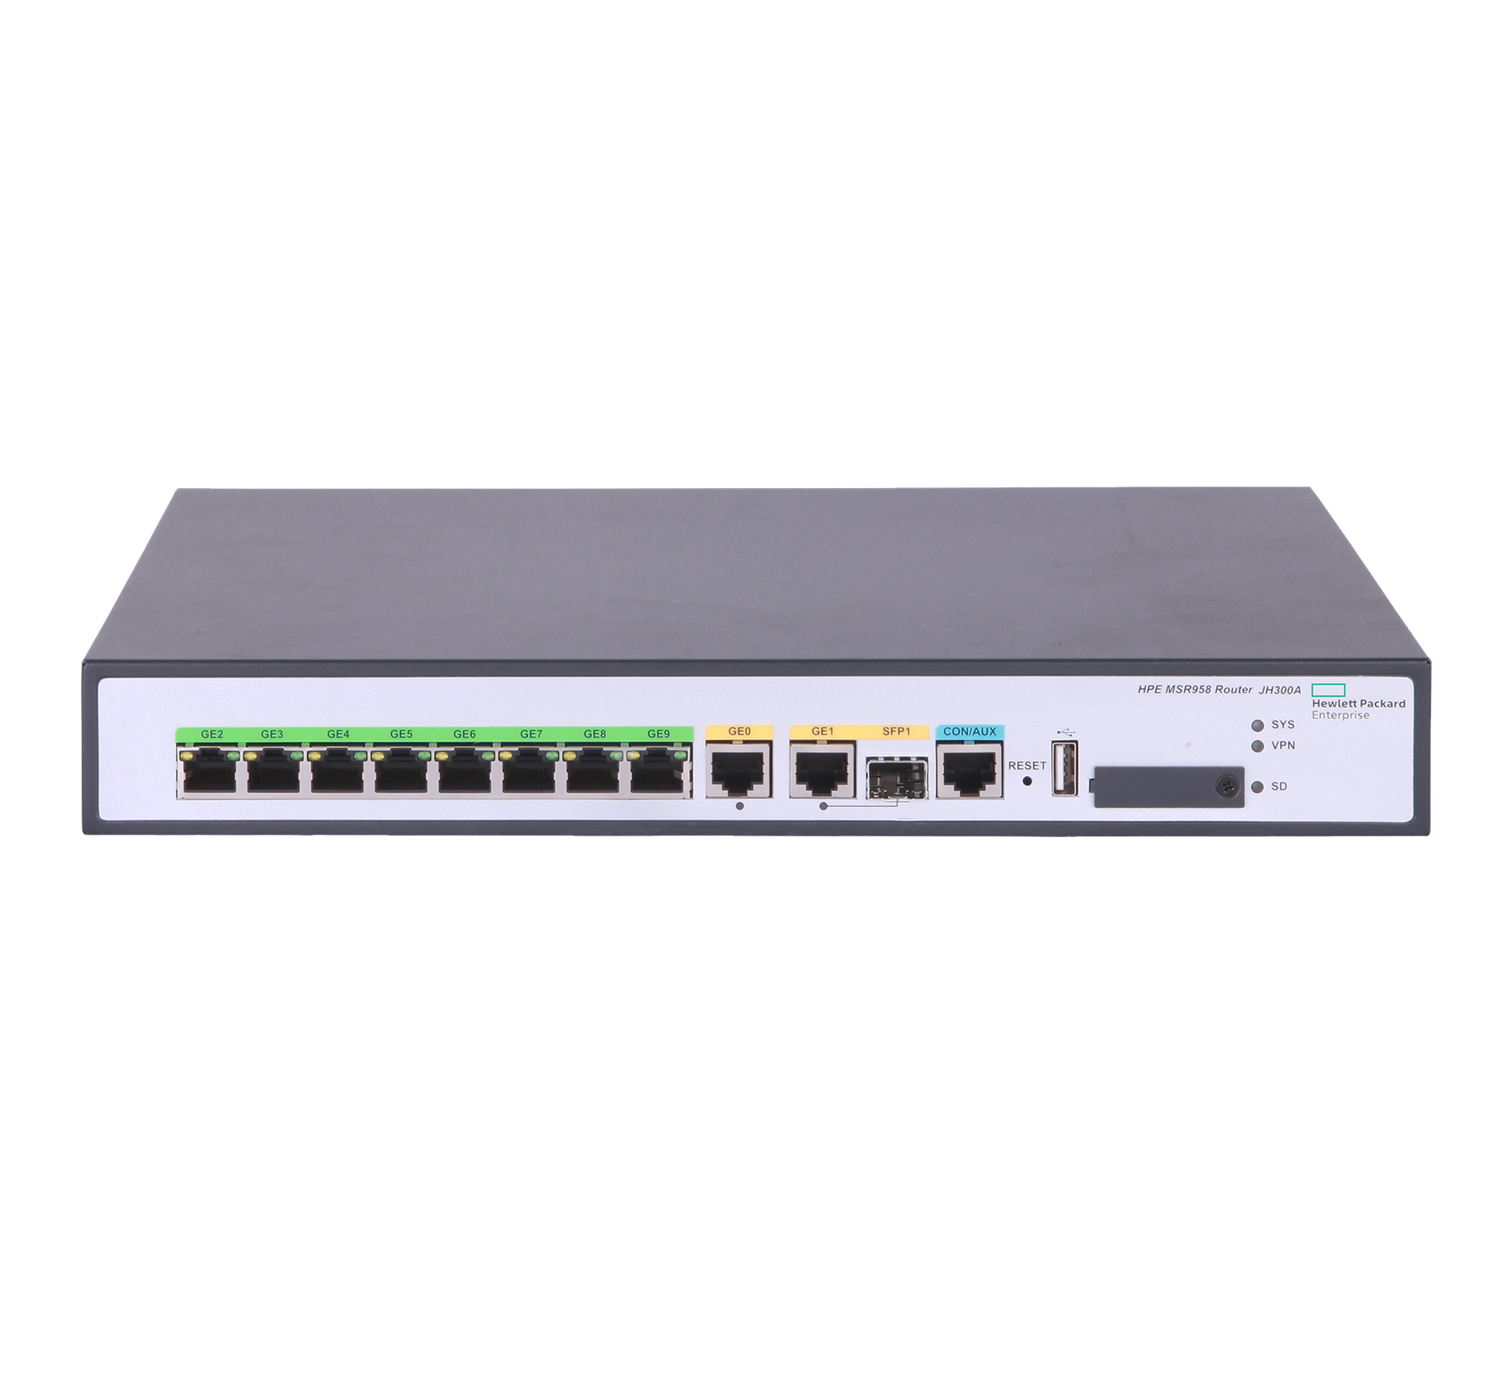 HPE MSR958 Router JH300A
Hewlett Packard
Enterprise
GE2 GE3 GE4 GE5 GE6 GE7 GE8 GE9 GE0 GE1 SFP1 CON/AUX
SYS
VPN
RESET
SD